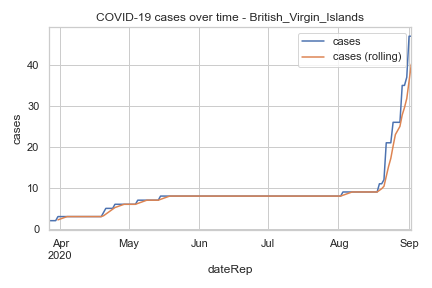 COVID-19 cases over time - British_Virgin_Islands
cases
cases (rolling)
cases
40
30
20
10
0
Apr
2020
May
Jun
Jul
Aug
Sep
dateRep